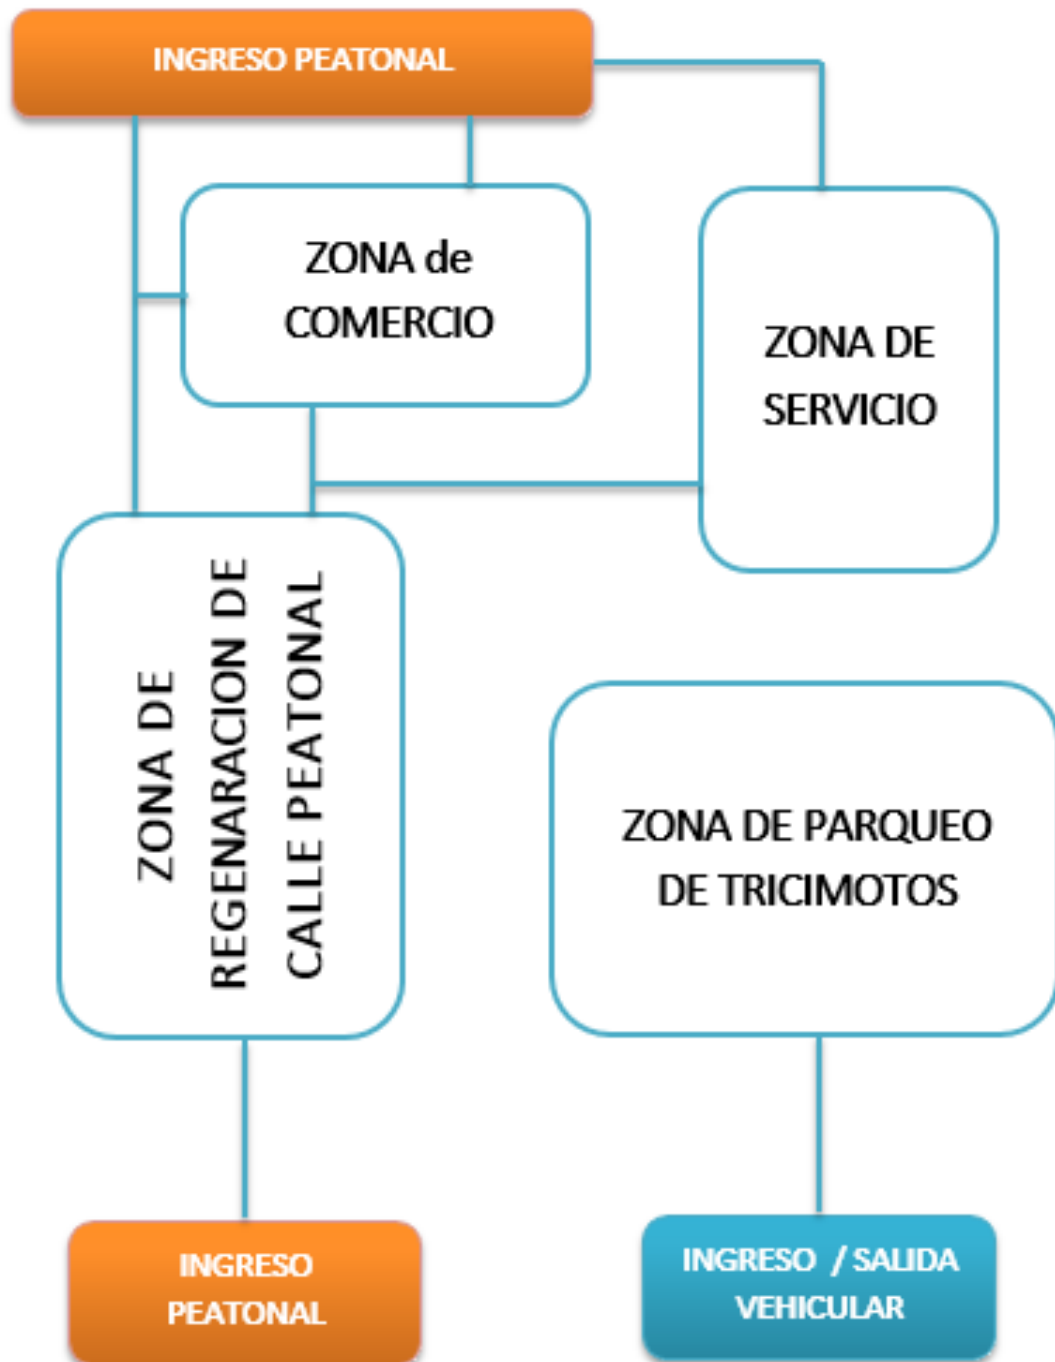 INGRESO PEATONAL
ZONA de
COMERCIO
ZONA DE
SERVICIO
ZONA DE
REGENARACION DE
CALLE PEATONAL
ZONA DE PARQUEO
DE TRICIMOTOS
INGRESO
PEATONAL
INGRESO / SALIDA
VEHICULAR